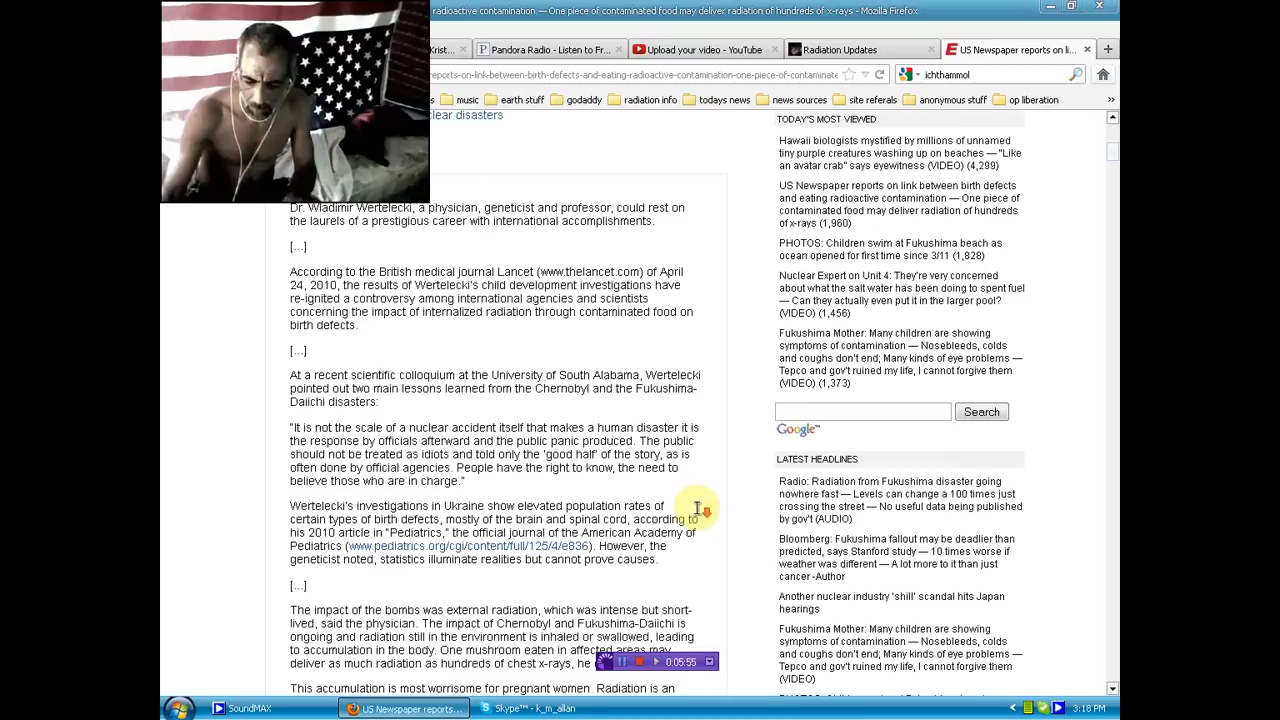 radioactive contamination — One piece of contaminated food may deliver radiation of hundreds of x-rays - Mozilla Firefox
Krist...
Pandora Radio - Listen to Fr...
Upload your video - YouTube
Radiation Updates
US Newspaper reports on li...
reports-on-link-between-birth-defects-and-eating-radioactive-contamination-one-piece-of-contaminate
ichthammol
music
earth stuff
godaddy
radiation info
todays news
news sources
site referals
anonymous stuff
op liberation
clear disasters
Dr. Wladimir Wertelecki, a physician, geneticist and professor, could rest on
the laurels of a prestigious career with international accomplishments.
[...]
According to the British medical journal Lancet (www.thelancet.com) of April
24, 2010, the results of Wertelecki's child development investigations have
re-ignited a controversy among international agencies and scientists
concerning the impact of internalized radiation through contaminated food on
birth defects.
[...]
At a recent scientific colloquium at the University of South Alabama, Wertelecki
pointed out two main lessons learned from the Chernobyl and the Fukushima-
Daiichi disasters:
"It is not the scale of a nuclear accident itself that makes a human disaster it is
the response by officials afterward and the public panic produced. The public
should not be treated as idiots and told only the 'good half' of the story, as is
often done by official agencies. People have the right to know, the need to
believe those who are in charge."
Wertelecki's investigations in Ukraine show elevated population rates of
certain types of birth defects, mostly of the brain and spinal cord, according to
his 2010 article in "Pediatrics," the official journal of the American Academy of
Pediatrics (www.pediatrics.org/cgi/content/full/125/4/e836). However, the
geneticist noted, statistics illuminate realities but cannot prove causes.
[...]
The impact of the bombs was external radiation, which was intense but short-
lived, said the physician. The impact of Chernobyl and Fukushima-Daiichi is
ongoing and radiation still in the environment is inhaled or swallowed, leading
to accumulation in the body. One mushroom eaten in affected areas may
deliver as much radiation as hundreds of chest x-rays, he
This accumulation is most worrisome for pregnant women. Radiation is an
TODAY'S MOST VIEWED
Hawaii biologists mystified by millions of unnamed
tiny purple creatures washing up on beaches — "Like
an avatar crab" says eyewitness (VIDEO) (4,299)
US Newspaper reports on link between birth defects
and eating radioactive contamination — One piece of
contaminated food may deliver radiation of hundreds
of x-rays (1,960)
PHOTOS: Children swim at Fukushima beach as
ocean opened for first time since 3/11 (1,828)
Nuclear Expert on Unit 4: They're very concerned
about what the salt water has been doing to spent fuel
— Can they actually even put it in the larger pool?
(VIDEO) (1,456)
Fukushima Mother: Many children are showing
symptoms of contamination — Nosebleeds, colds
and coughs don't end; Many kinds of eye problems —
Tepco and gov't ruined my life, I cannot forgive them
(VIDEO) (1,373)
Search
Google™
LATEST HEADLINES
Radio: Radiation from Fukushima disaster going
nowhere fast — Levels can change a 100 times just
crossing the street — No useful data being published
by gov't (AUDIO)
Bloomberg: Fukushima fallout may be deadlier than
predicted, says Stanford study — 10 times worse if
weather was different — A lot more to it than just
cancer -Author
Another nuclear industry 'shill' scandal hits Japan
hearings
Fukushima Mother: Many children are showing
symptoms of contamination — Nosebleeds, colds
and coughs don't end; Many kinds of eye problems —
Tepco and gov't ruined my life, I cannot forgive them
(VIDEO)
0:05:55
SoundMAX
US Newspaper reports...
Skype™ - k_m_allan
3:18 PM